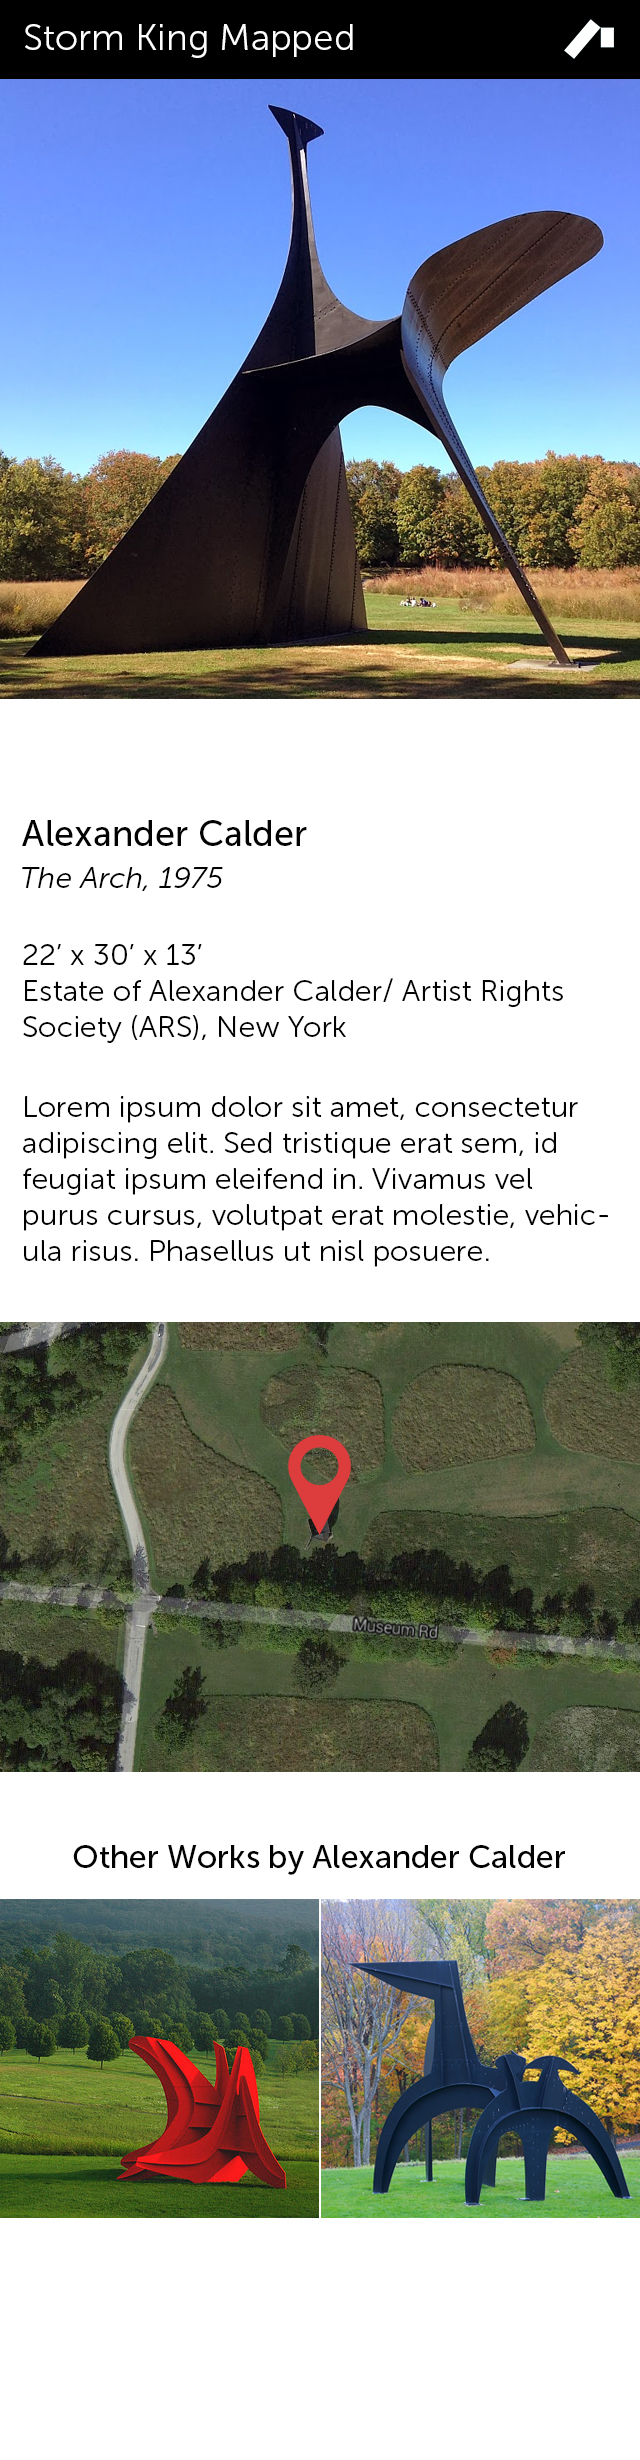 Storm King Mapped
Alexander Calder
The Arch, 1975
22’ x 30’ x 13’
Estate of Alexander Calder/ Artist Rights
Society (ARS), New York
Lorem ipsum dolor sit amet, consectetur
adipiscing elit. Sed tristique erat sem, id
feugiat ipsum eleifend in. Vivamus vel
purus cursus, volutpat erat molestie, vehic-
ula risus. Phasellus ut nisl posuere.
Museum Rd
Other Works by Alexander Calder